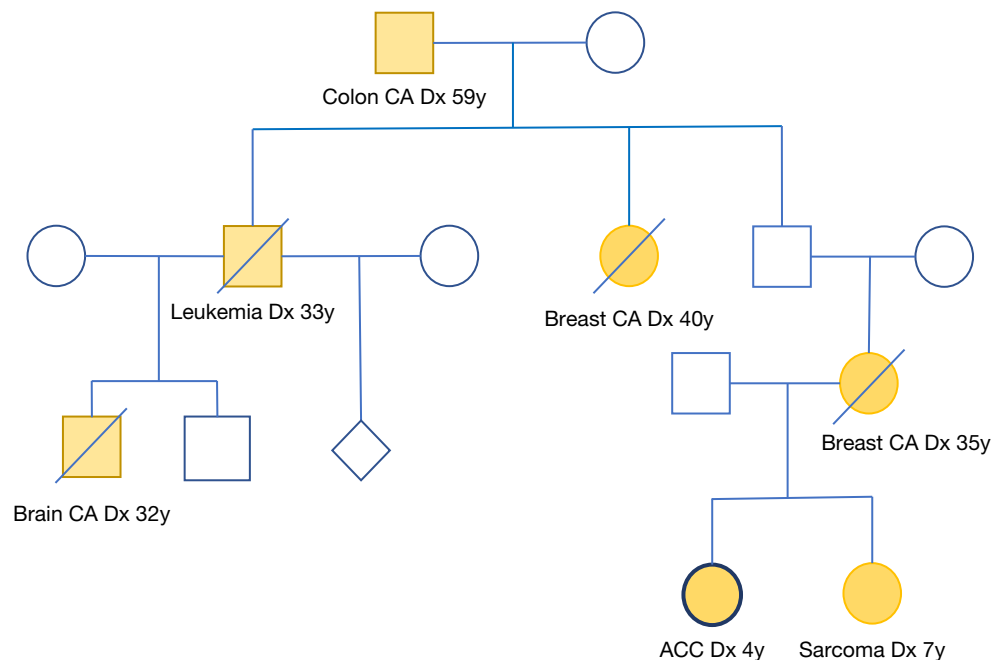 Colon CA Dx 59y
Leukemia Dx 33y
Breast CA Dx 40y
Breast CA Dx 35y
Brain CA Dx 32y
ACC Dx 4y
Sarcoma Dx 7y